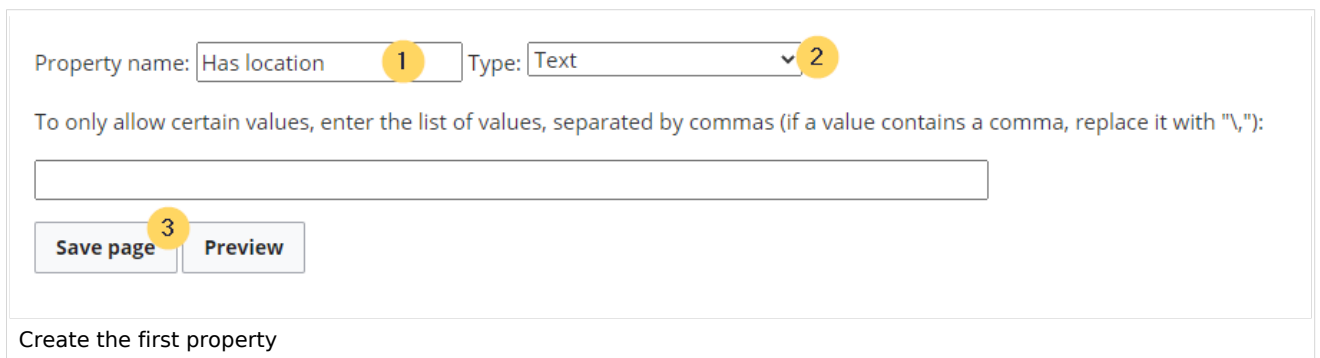 Property name: Has location 1 Type: Text 2
To only allow certain values, enter the list of values, separated by commas (if a value contains a comma, replace it with "\,"):
3
Save page Preview
Create the first property